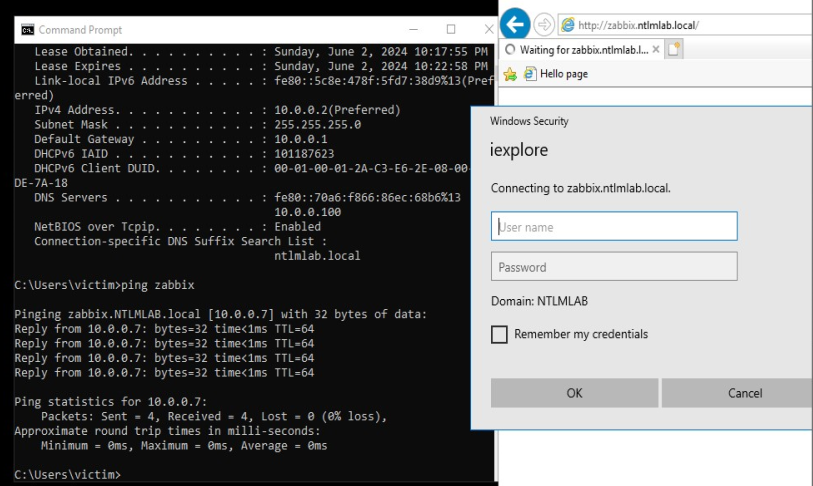 Command Prompt
Lease Obtained. . . . . . . . . . : Sunday, June 2, 2024 10:17:55 PM
Lease Expires . . . . . . . . . . : Sunday, June 2, 2024 10:22:58 PM
Link-local IPv6 Address . . . . . : fe80::5c8e:478f:5fd7:38d9%13(Pref
erred)
IPv4 Address. . . . . . . . . . . : 10.0.0.2(Preferred)
Subnet Mask . . . . . . . . . . . : 255.255.255.0
Default Gateway . . . . . . . . . : 10.0.0.1
DHCPv6 IAID . . . . . . . . . . . : 101187623
DHCPv6 Client DUID. . . . . . . . : 00-01-00-01-2A-C3-E6-2E-08-00-
DE-7A-18
DNS Servers . . . . . . . . . . . : fe80::70a6:f866:86ec:68b6%13
10.0.0.100
NetBIOS over Tcpip. . . . . . . . : Enabled
Connection-specific DNS Suffix Search List :
ntlmlab.local
C:\Users\victim>ping zabbix
Pinging zabbix.NTLMLAB.local [10.0.0.7] with 32 bytes of data:
Reply from 10.0.0.7: bytes=32 time<1ms TTL=64
Reply from 10.0.0.7: bytes=32 time<1ms TTL=64
Reply from 10.0.0.7: bytes=32 time<1ms TTL=64
Reply from 10.0.0.7: bytes=32 time<1ms TTL=64
Ping statistics for 10.0.0.7:
Packets: Sent = 4, Received = 4, Lost = 0 (0% loss),
Approximate round trip times in milli-seconds:
Minimum = 0ms, Maximum = 0ms, Average = 0ms
C:\Users\victim>
http://zabbix.ntlmlab.local/
Waiting for zabbix.ntlmlab.l...
Hello page
Windows Security
iexplore
Connecting to zabbix.ntlmlab.local.
User name
Password
Domain: NTLMLAB
Remember my credentials
OK
Cancel